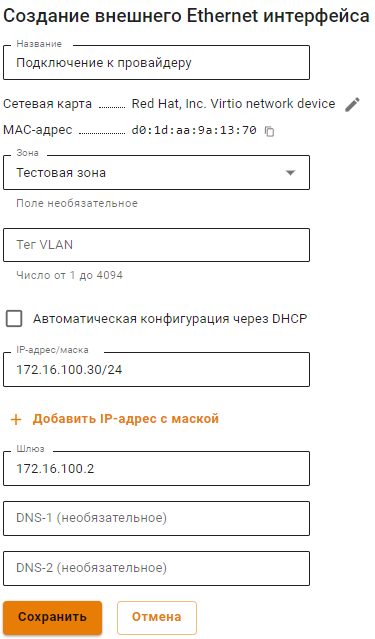 Создание внешнего Ethernet интерфейса
Название
Подключение к провайдеру
Сетевая карта ........ Red Hat, Inc. Virtio network device
MAC-адрес ............. d0:1d:aa:9a:13:70
Зона
Тестовая зона
Поле необязательное
Тег VLAN
Число от 1 до 4094
Автоматическая конфигурация через DHCP
IP-адрес/маска
172.16.100.30/24
+ Добавить IP-адрес с маской
Шлюз
172.16.100.2
DNS-1 (необязательное)
DNS-2 (необязательное)
Сохранить Отмена